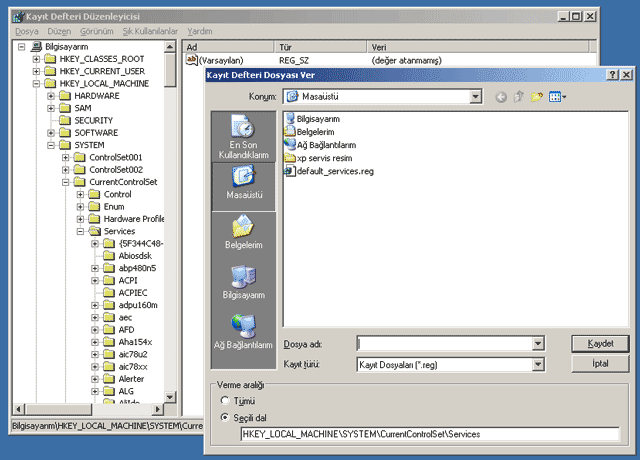 Kayıt Defteri Düzenleyicisi
Dosya Düzen Görünüm Sık Kullanılanlar Yardım
Bilgisayarım
HKEY_CLASSES_ROOT
HKEY_CURRENT_USER
HKEY_LOCAL_MACHINE
HARDWARE
SAM
SECURITY
SOFTWARE
SYSTEM
ControlSet001
ControlSet002
CurrentControlSet
Control
Enum
Hardware Profile
Services
{5F344C48-
Abiosdsk
abp480n5
ACPI
ACPIEC
adpu160m
aec
AFD
Aha154x
aic78u2
aic78xx
Alerter
ALG
AliIde
Ad Tür Veri
ab (Varsayılan) REG_SZ (değer atanmamış)
Bilgisayarım\HKEY_LOCAL_MACHINE\SYSTEM\Curre
Kayıt Defteri Dosyası Ver
Konum: Masaüstü
En Son Kullandıklarım
Masaüstü
Belgelerim
Bilgisayarım
Ağ Bağlantılarım
Bilgisayarım
Belgelerim
Ağ Bağlantılarım
xp servis resim
default_services.reg
Dosya adı: Kaydet
Kayıt türü: Kayıt Dosyaları (*.reg) İptal
Verme aralığı
Tümü
Seçili dal
HKEY_LOCAL_MACHINE\SYSTEM\CurrentControlSet\Services